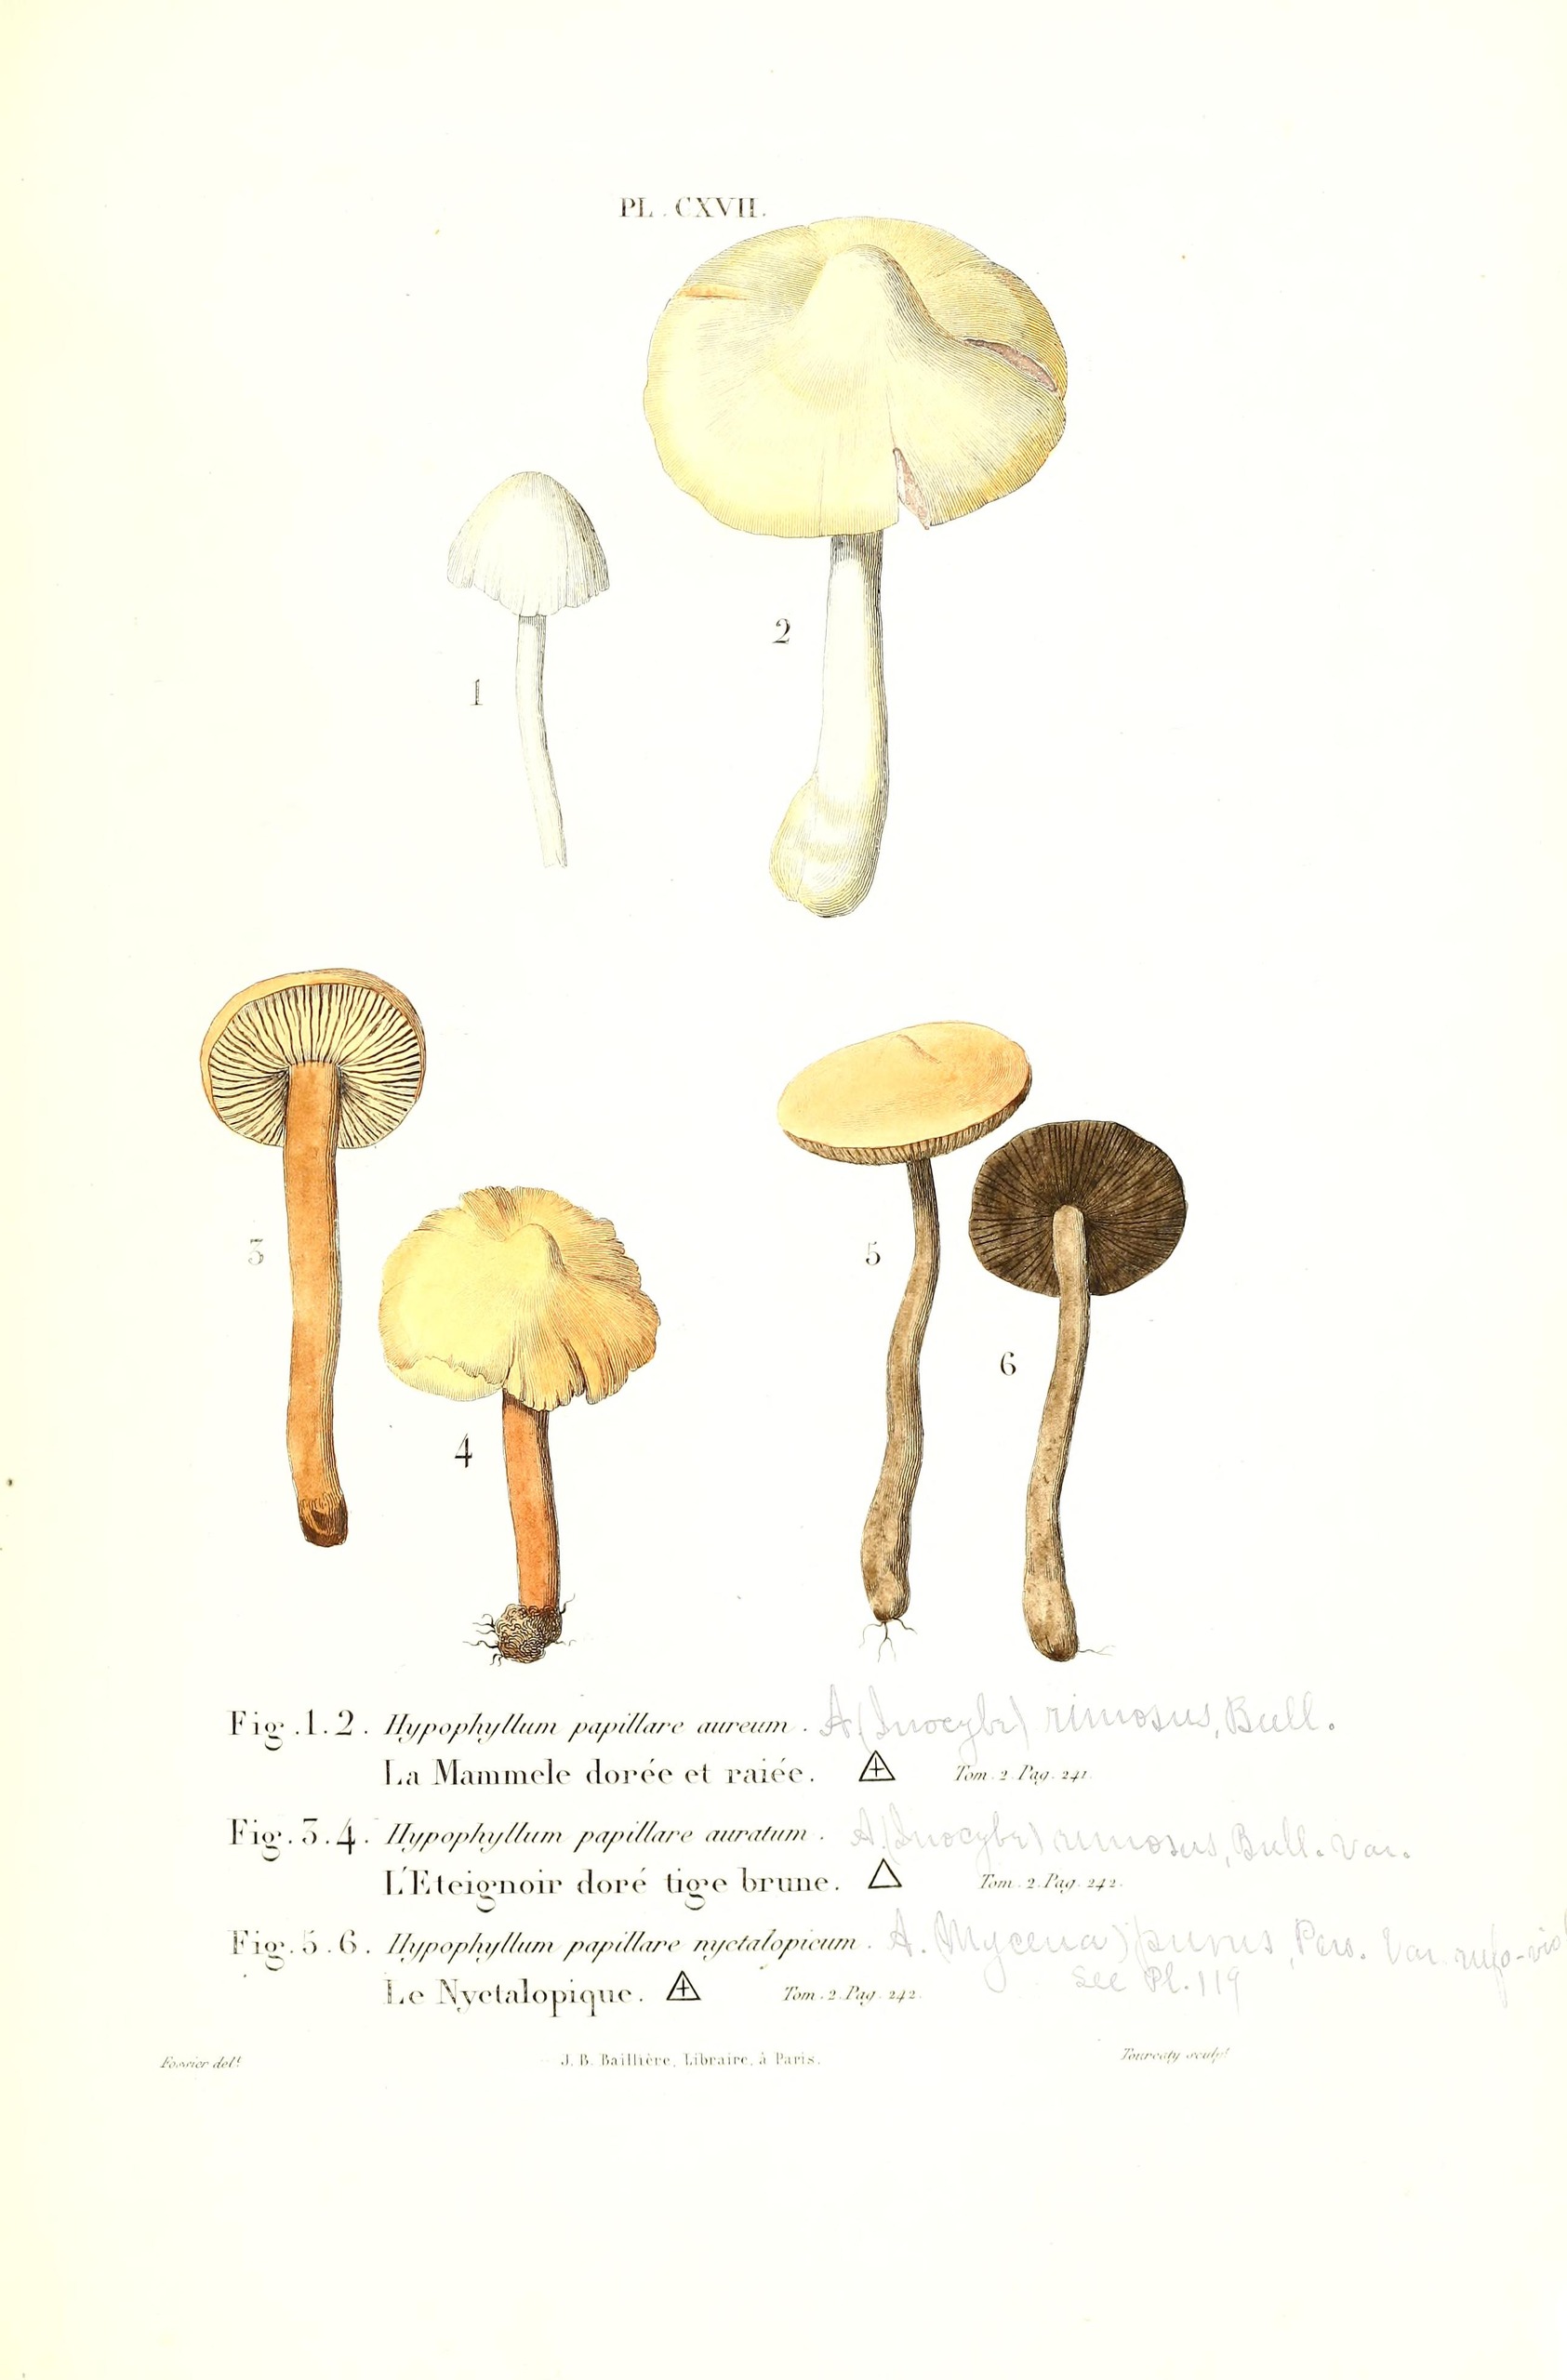 PL. CXVII.
1
2
3
4
5
6
Fig. 1. 2. Hypophyllum papillare aureum. A. (Inocybe) rimosus, Bull.
La Mammele dorée et raiée. Tom. 2. Pag. 241.
Fig. 3. 4. Hypophyllum papillare auratum. A. (Inocybe) rimosus, Bull. Var.
L'Eteignoir doré tige brune. Tom. 2. Pag. 242.
Fig. 5. 6. Hypophyllum papillare nyctalopicum. A. (Mycena) purus, Pers. Var. rufo-vio
See Pl. 119
Le Nyctalopique. Tom. 2. Pag. 242.
Fossier delt. J. B. Baillière, Libraire, à Paris. Tourcaty sculpt.